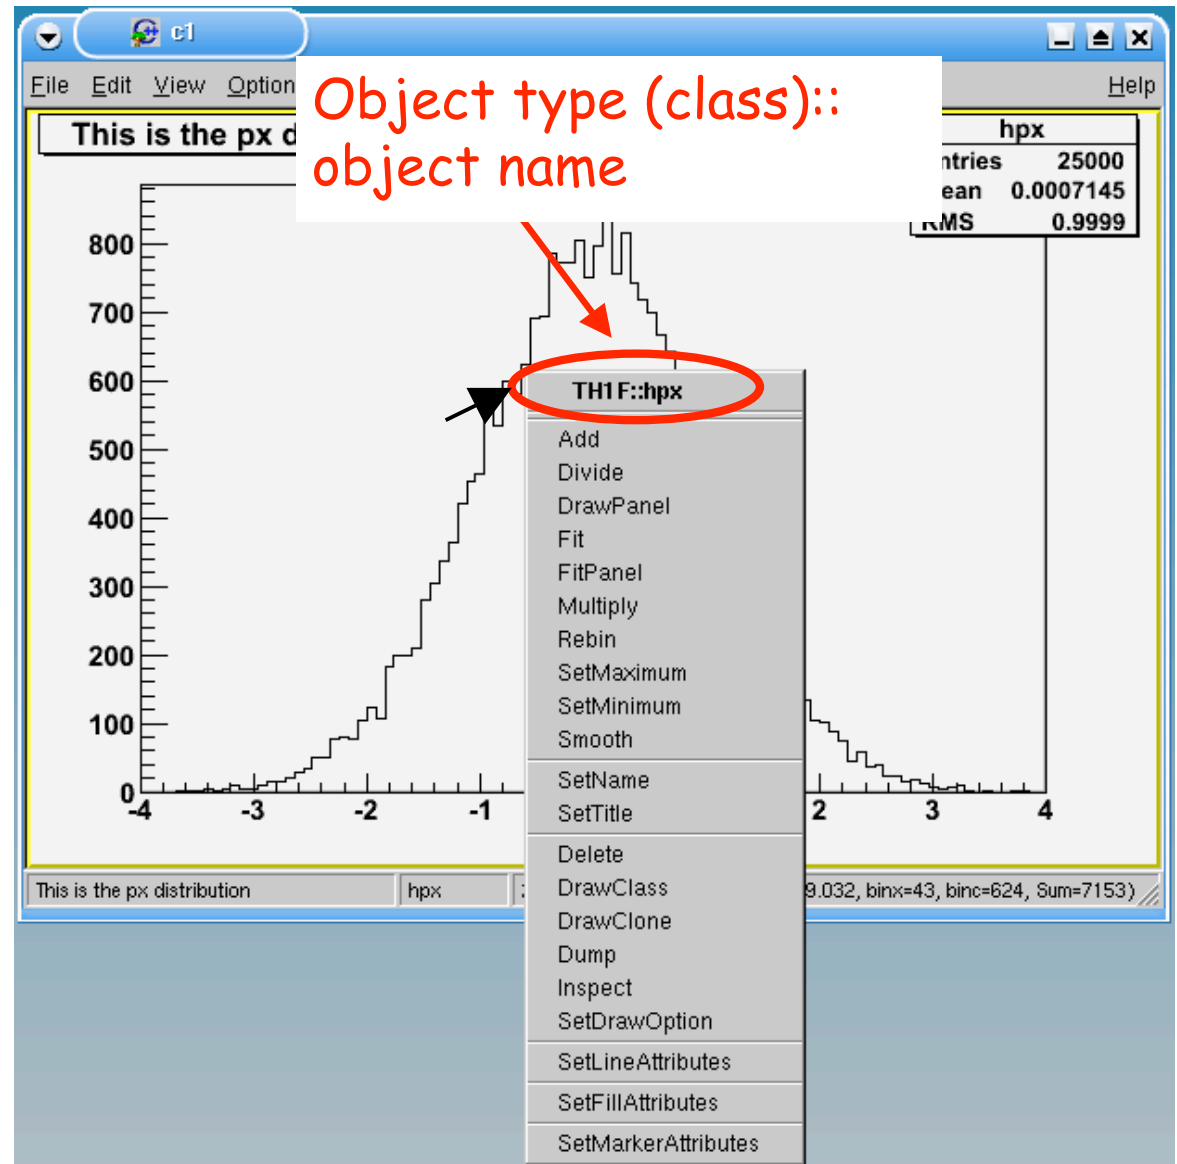 c1
File Edit View Option Help
Object type (class)::
object name
This is the px
hpx
25000
0.0007145
RMS 0.9999
800
700
600
500
400
300
200
100
0
-4 -3 -2 -1 2 3 4
TH1F::hpx
Add
Divide
DrawPanel
Fit
FitPanel
Multiply
Rebin
SetMaximum
SetMinimum
Smooth
SetName
SetTitle
Delete
DrawClass
DrawClone
Dump
Inspect
SetDrawOption
SetLineAttributes
SetFillAttributes
SetMarkerAttributes
This is the px distribution hpx 9.032, binx=43, binc=624, Sum=7153)